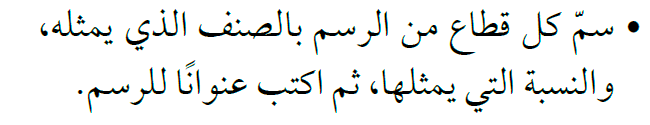 • سمّ كل قطاع من الرسم بالصنف الذي يمثله،
والنسبة التي يمثلها، ثم اكتب عنوانًا للرسم.